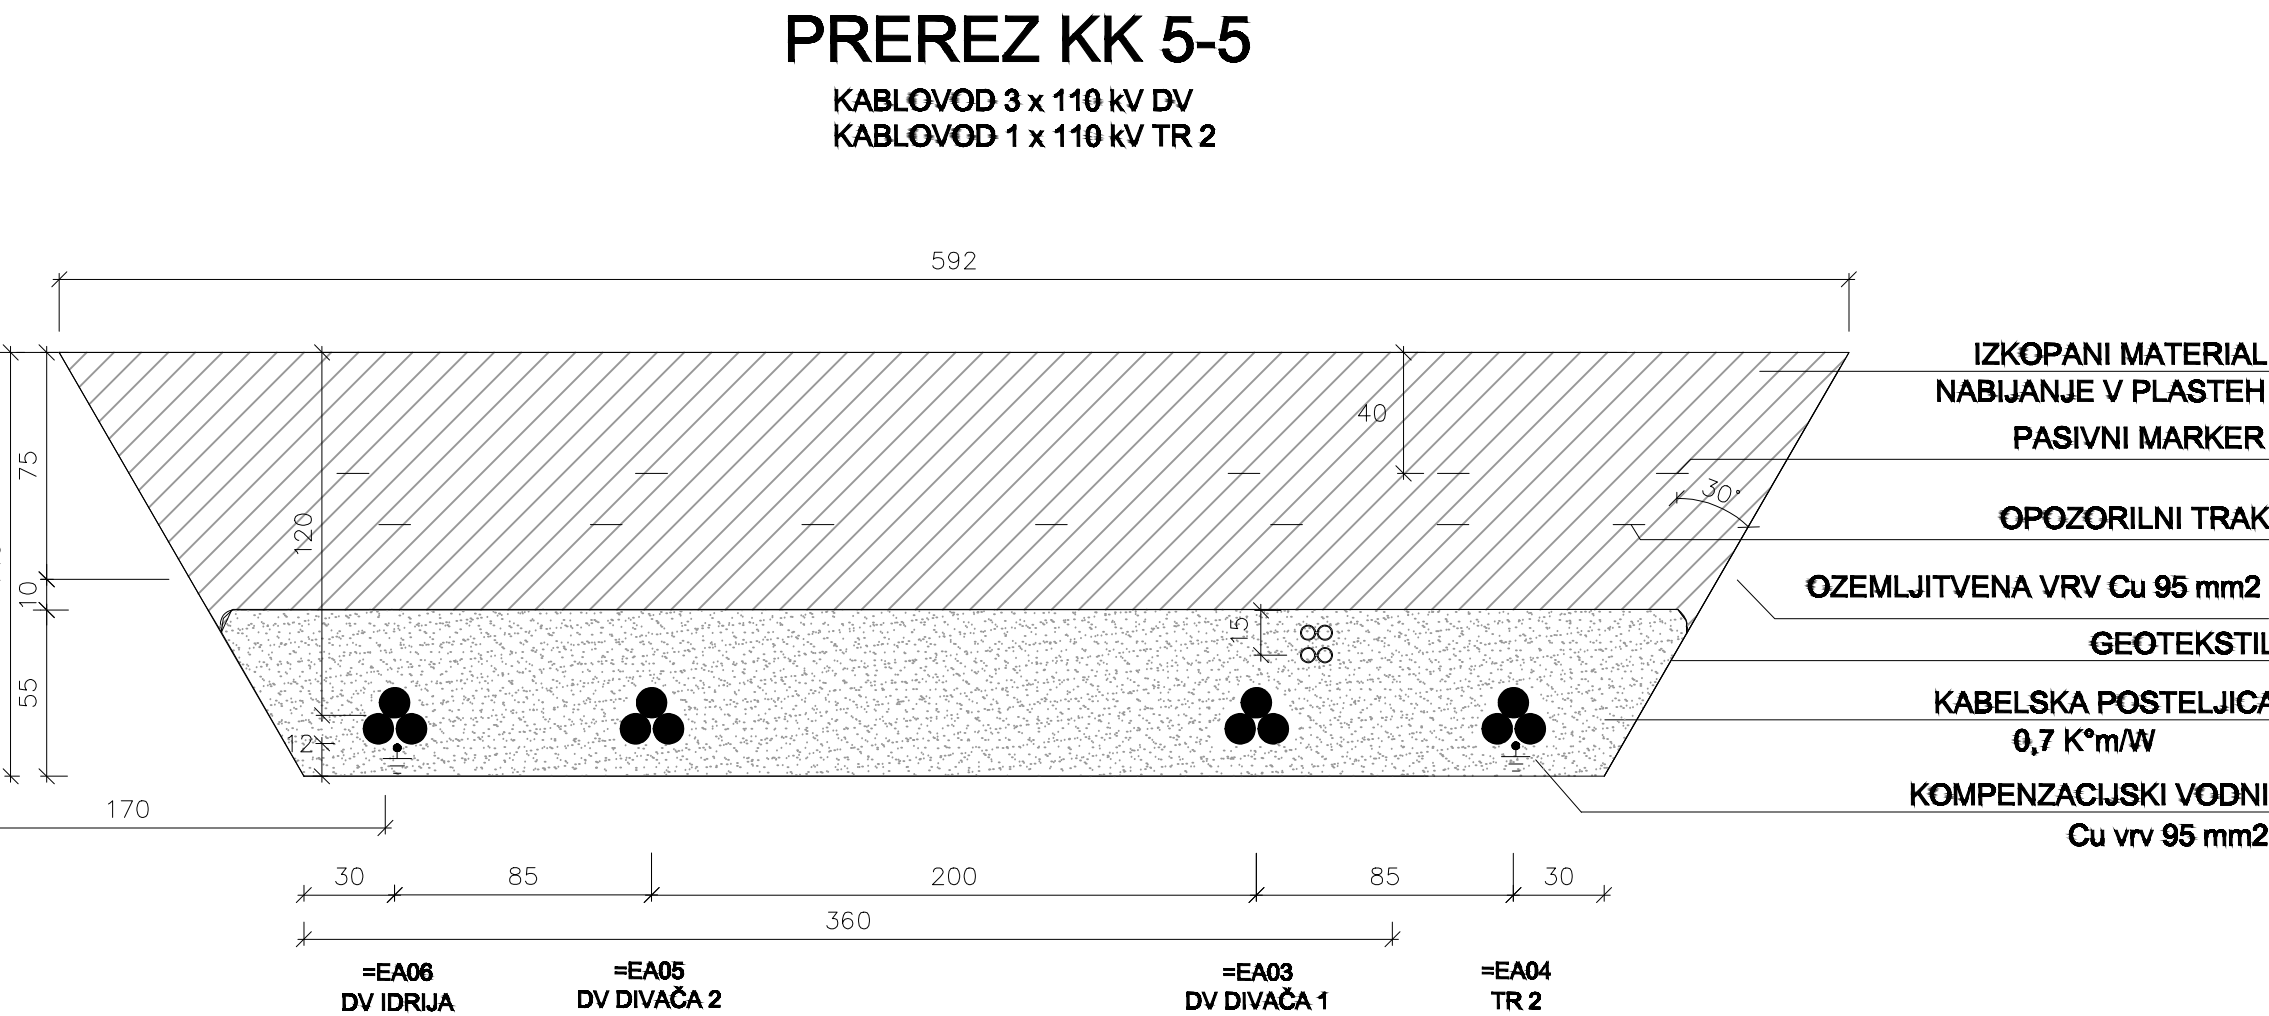 PREREZ KK 5-5
KABLOVOD 3 x 110 kV DV
KABLOVOD 1 x 110 kV TR 2
592
IZKOPANI MATERIAL
NABIJANJE V PLASTEH
40
PASIVNI MARKER
75
30°
120
OPOZORILNI TRAK
10
OZEMLJITVENA VRV Cu 95 mm2
15
GEOTEKSTIL
55
KABELSKA POSTELJICA
0,7 K°m/W
12
KOMPENZACIJSKI VODNI
170
Cu vrv 95 mm2
30 85 200 85 30
360
=EA06
DV IDRIJA
=EA05
DV DIVAČA 2
=EA03
DV DIVAČA 1
=EA04
TR 2